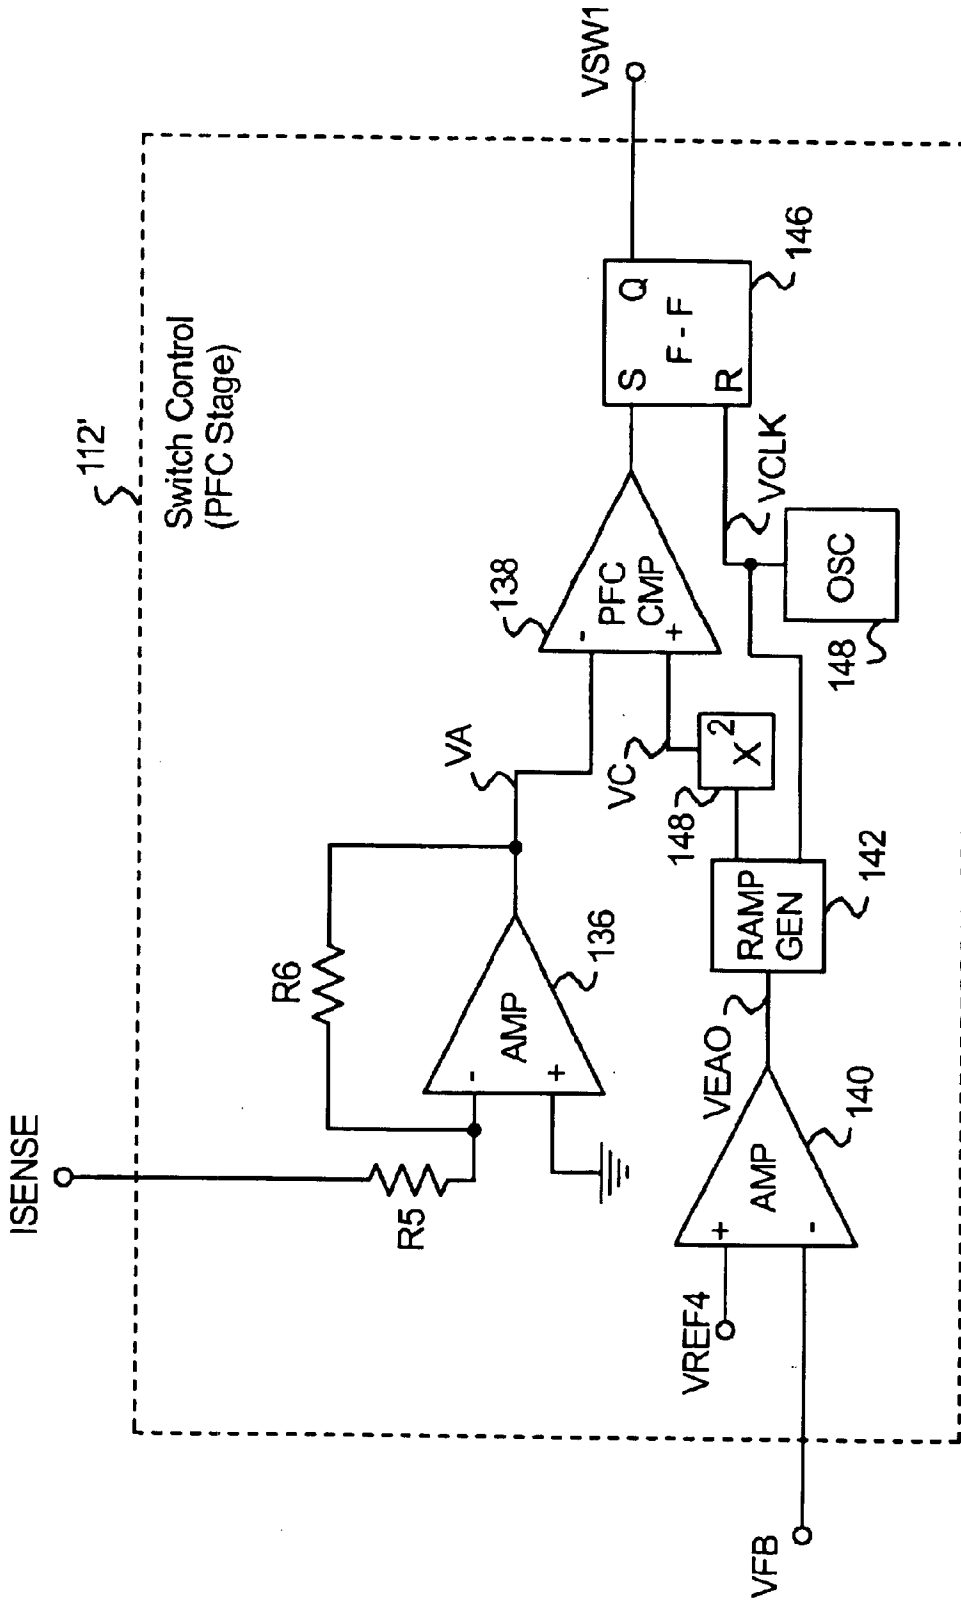 112'
Switch Control
(PFC Stage)
ISENSE
R5
R6
-
+
AMP
136
VA
138
-
+
PFC
CMP
S
Q
R
F - F
146
VSW1
VREF4
VFB
+
-
AMP
140
VEAO
RAMP
GEN
142
148
X²
VC
VCLK
OSC
148